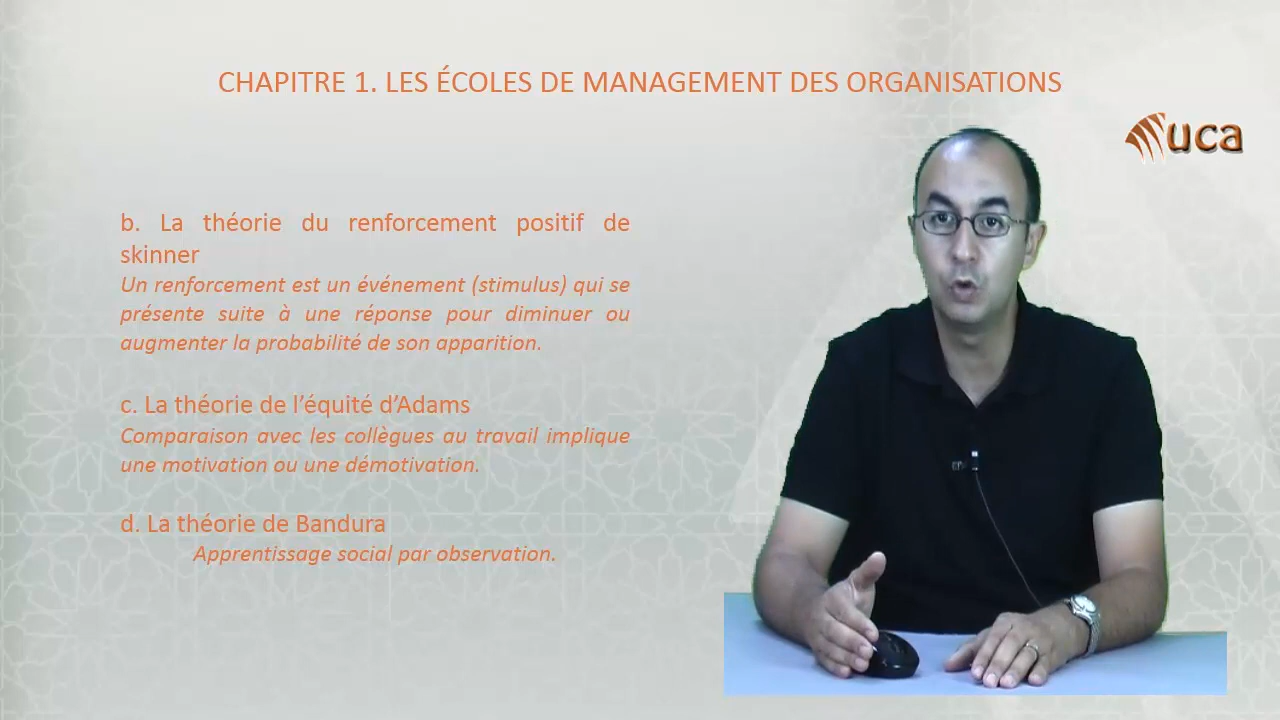 CHAPITRE 1. LES ÉCOLES DE MANAGEMENT DES ORGANISATIONS
uca
b. La théorie du renforcement positif de
skinner
Un renforcement est un événement (stimulus) qui se
présente suite à une réponse pour diminuer ou
augmenter la probabilité de son apparition.
c. La théorie de l’équité d’Adams
Comparaison avec les collègues au travail implique
une motivation ou une démotivation.
d. La théorie de Bandura
Apprentissage social par observation.